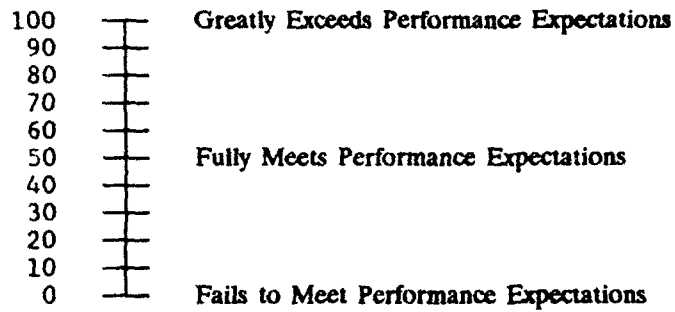 100 Greatly Exceeds Performance Expectations
90
80
70
60
50 Fully Meets Performance Expectations
40
30
20
10
0 Fails to Meet Performance Expectations